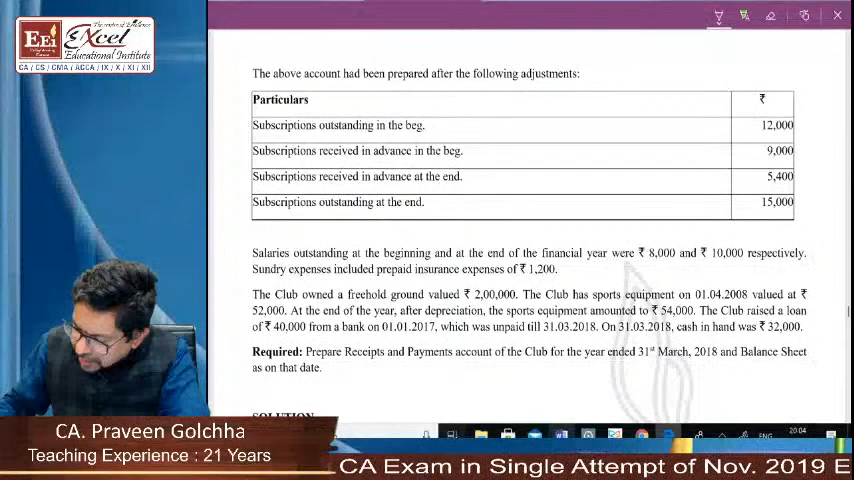 The centre of Excellence
EEi
Excel
Educational Institute
CA / CS / CMA / ACCA / IX / X / XI / XII
The above account had been prepared after the following adjustments:
Particulars ₹
Subscriptions outstanding in the beg. 12,000
Subscriptions received in advance in the beg. 9,000
Subscriptions received in advance at the end. 5,400
Subscriptions outstanding at the end. 15,000
Salaries outstanding at the beginning and at the end of the financial year were ₹ 8,000 and ₹ 10,000 respectively.
Sundry expenses included prepaid insurance expenses of ₹ 1,200.
The Club owned a freehold ground valued ₹ 2,00,000. The Club has sports equipment on 01.04.2008 valued at ₹
52,000. At the end of the year, after depreciation, the sports equipment amounted to ₹ 54,000. The Club raised a loan
of ₹ 40,000 from a bank on 01.01.2017, which was unpaid till 31.03.2018. On 31.03.2018, cash in hand was ₹ 32,000.
Required: Prepare Receipts and Payments account of the Club for the year ended 31st March, 2018 and Balance Sheet
as on that date.
SOLUTION
20:04
ENG
CA. Praveen Golchha
Teaching Experience : 21 Years
CA Exam in Single Attempt of Nov. 2019 E